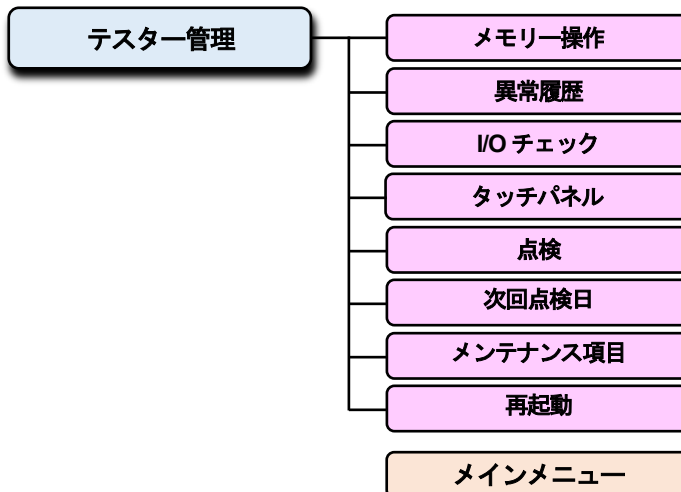 テスター管理
メモリー操作
異常履歴
I/O チェック
タッチパネル
点検
次回点検日
メンテナンス項目
再起動
メインメニュー